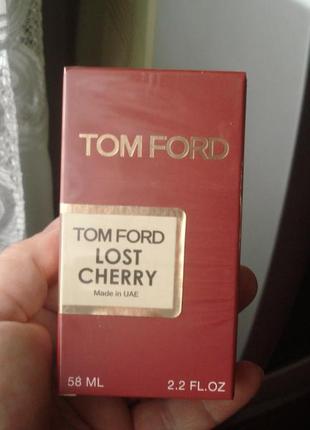 TOM FORD
TOM FORD
LOST
CHERRY
Made in UAE
58 ML 2.2 FL.OZ